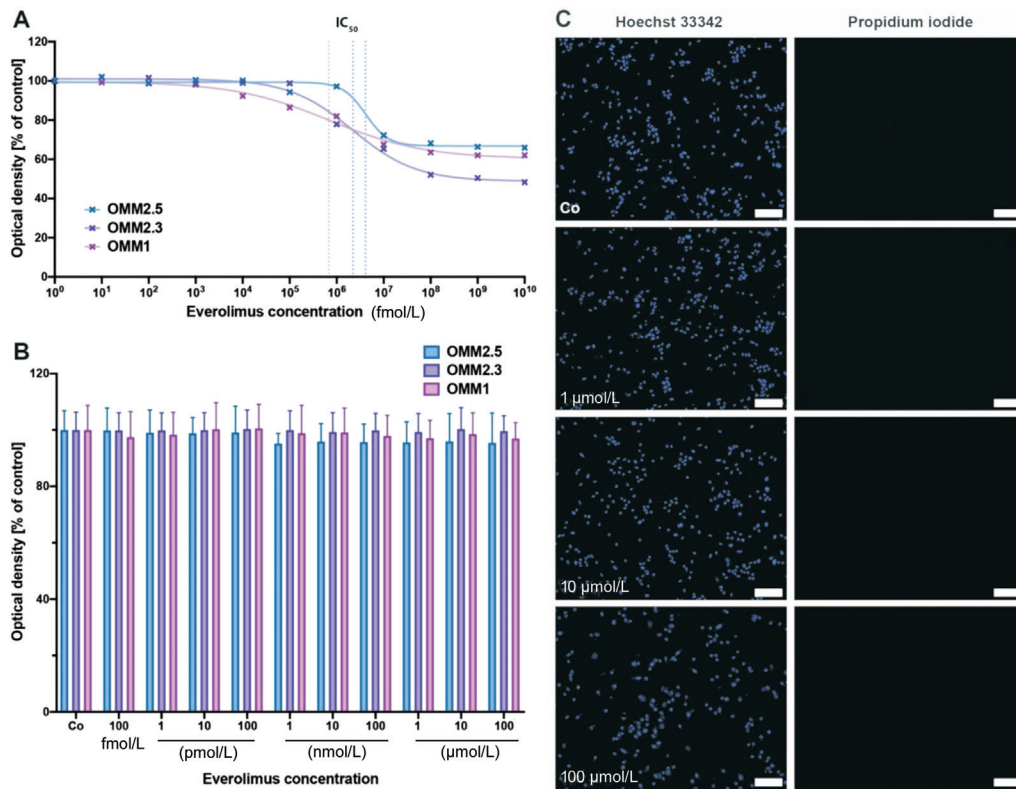 A
IC50
120
100
80
60
40
20
0
Optical density [% of control]
OMM2.5
OMM2.3
OMM1
10^0 10^1 10^2 10^3 10^4 10^5 10^6 10^7 10^8 10^9 10^10
Everolimus concentration (fmol/L)
B
OMM2.5
OMM2.3
OMM1
120
80
40
0
Optical density [% of control]
Co 100 1 10 100 1 10 100 1 10 100
fmol/L (pmol/L) (nmol/L) (µmol/L)
Everolimus concentration
C
Hoechst 33342 Propidium iodide
Co
1 µmol/L
10 µmol/L
100 µmol/L